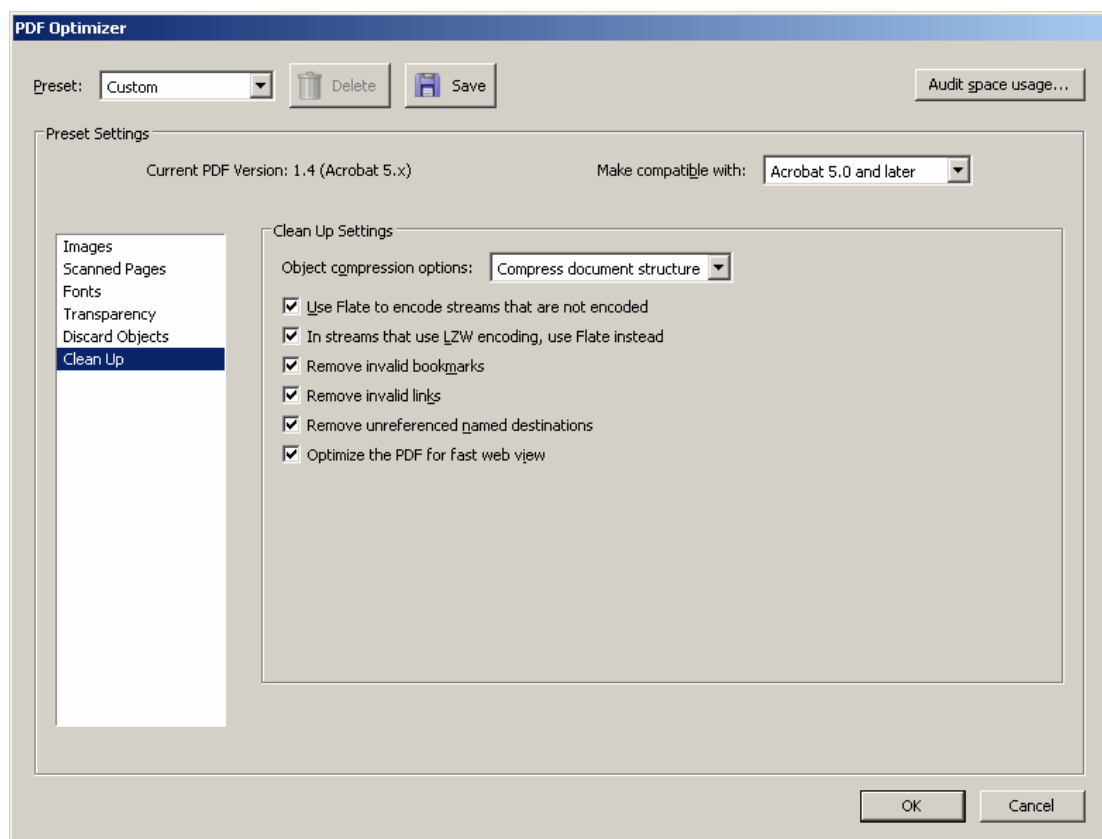 PDF Optimizer
Preset: Custom Delete Save Audit space usage...
Preset Settings
Current PDF Version: 1.4 (Acrobat 5.x) Make compatible with: Acrobat 5.0 and later
Images
Scanned Pages
Fonts
Transparency
Discard Objects
Clean Up
Clean Up Settings
Object compression options: Compress document structure
Use Flate to encode streams that are not encoded
In streams that use LZW encoding, use Flate instead
Remove invalid bookmarks
Remove invalid links
Remove unreferenced named destinations
Optimize the PDF for fast web view
OK Cancel